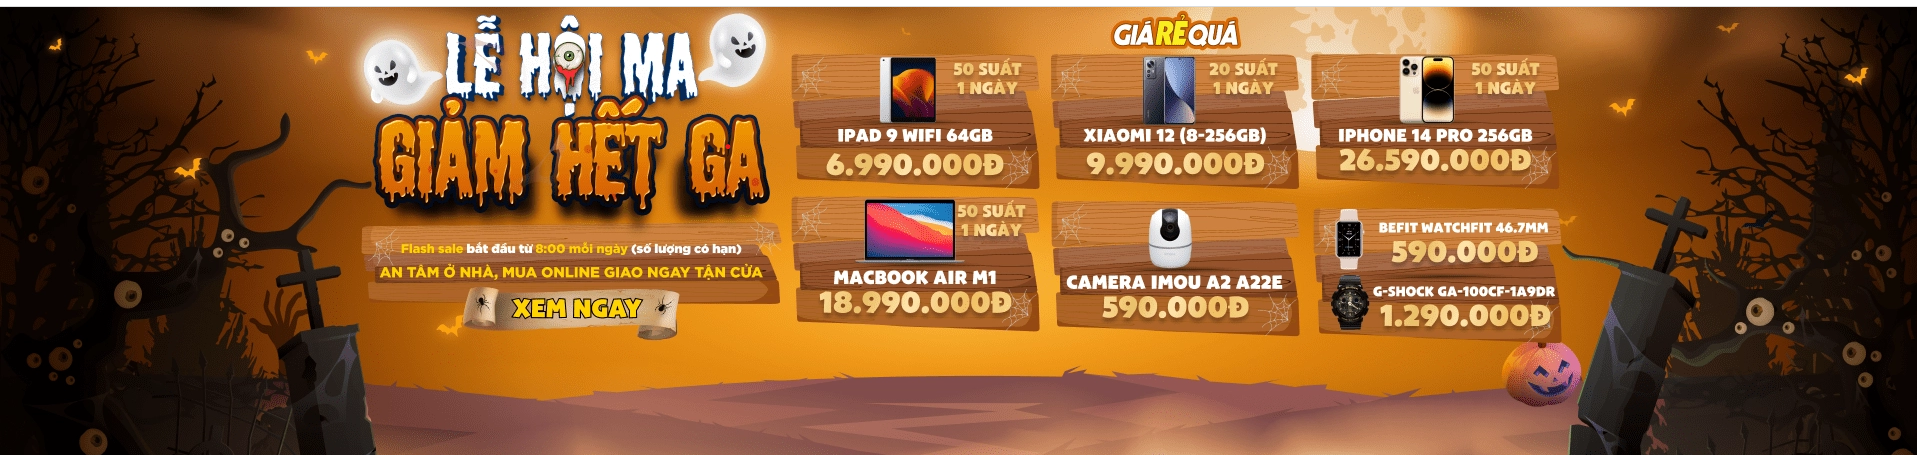 LỄ HỘI MA
GIẢM HẾT GA
Flash sale bắt đầu từ 8:00 mỗi ngày (số lượng có hạn)
AN TÂM Ở NHÀ, MUA ONLINE GIAO NGAY TẬN CỬA
XEM NGAY
GIÁ RẺ QUÁ
50 SUẤT
1 NGÀY
IPAD 9 WIFI 64GB
6.990.000Đ
20 SUẤT
1 NGÀY
XIAOMI 12 (8-256GB)
9.990.000Đ
50 SUẤT
1 NGÀY
IPHONE 14 PRO 256GB
26.590.000Đ
50 SUẤT
1 NGÀY
MACBOOK AIR M1
18.990.000Đ
CAMERA IMOU A2 A22E
590.000Đ
BEFIT WATCHFIT 46.7MM
590.000Đ
G-SHOCK GA-100CF-1A9DR
1.290.000Đ